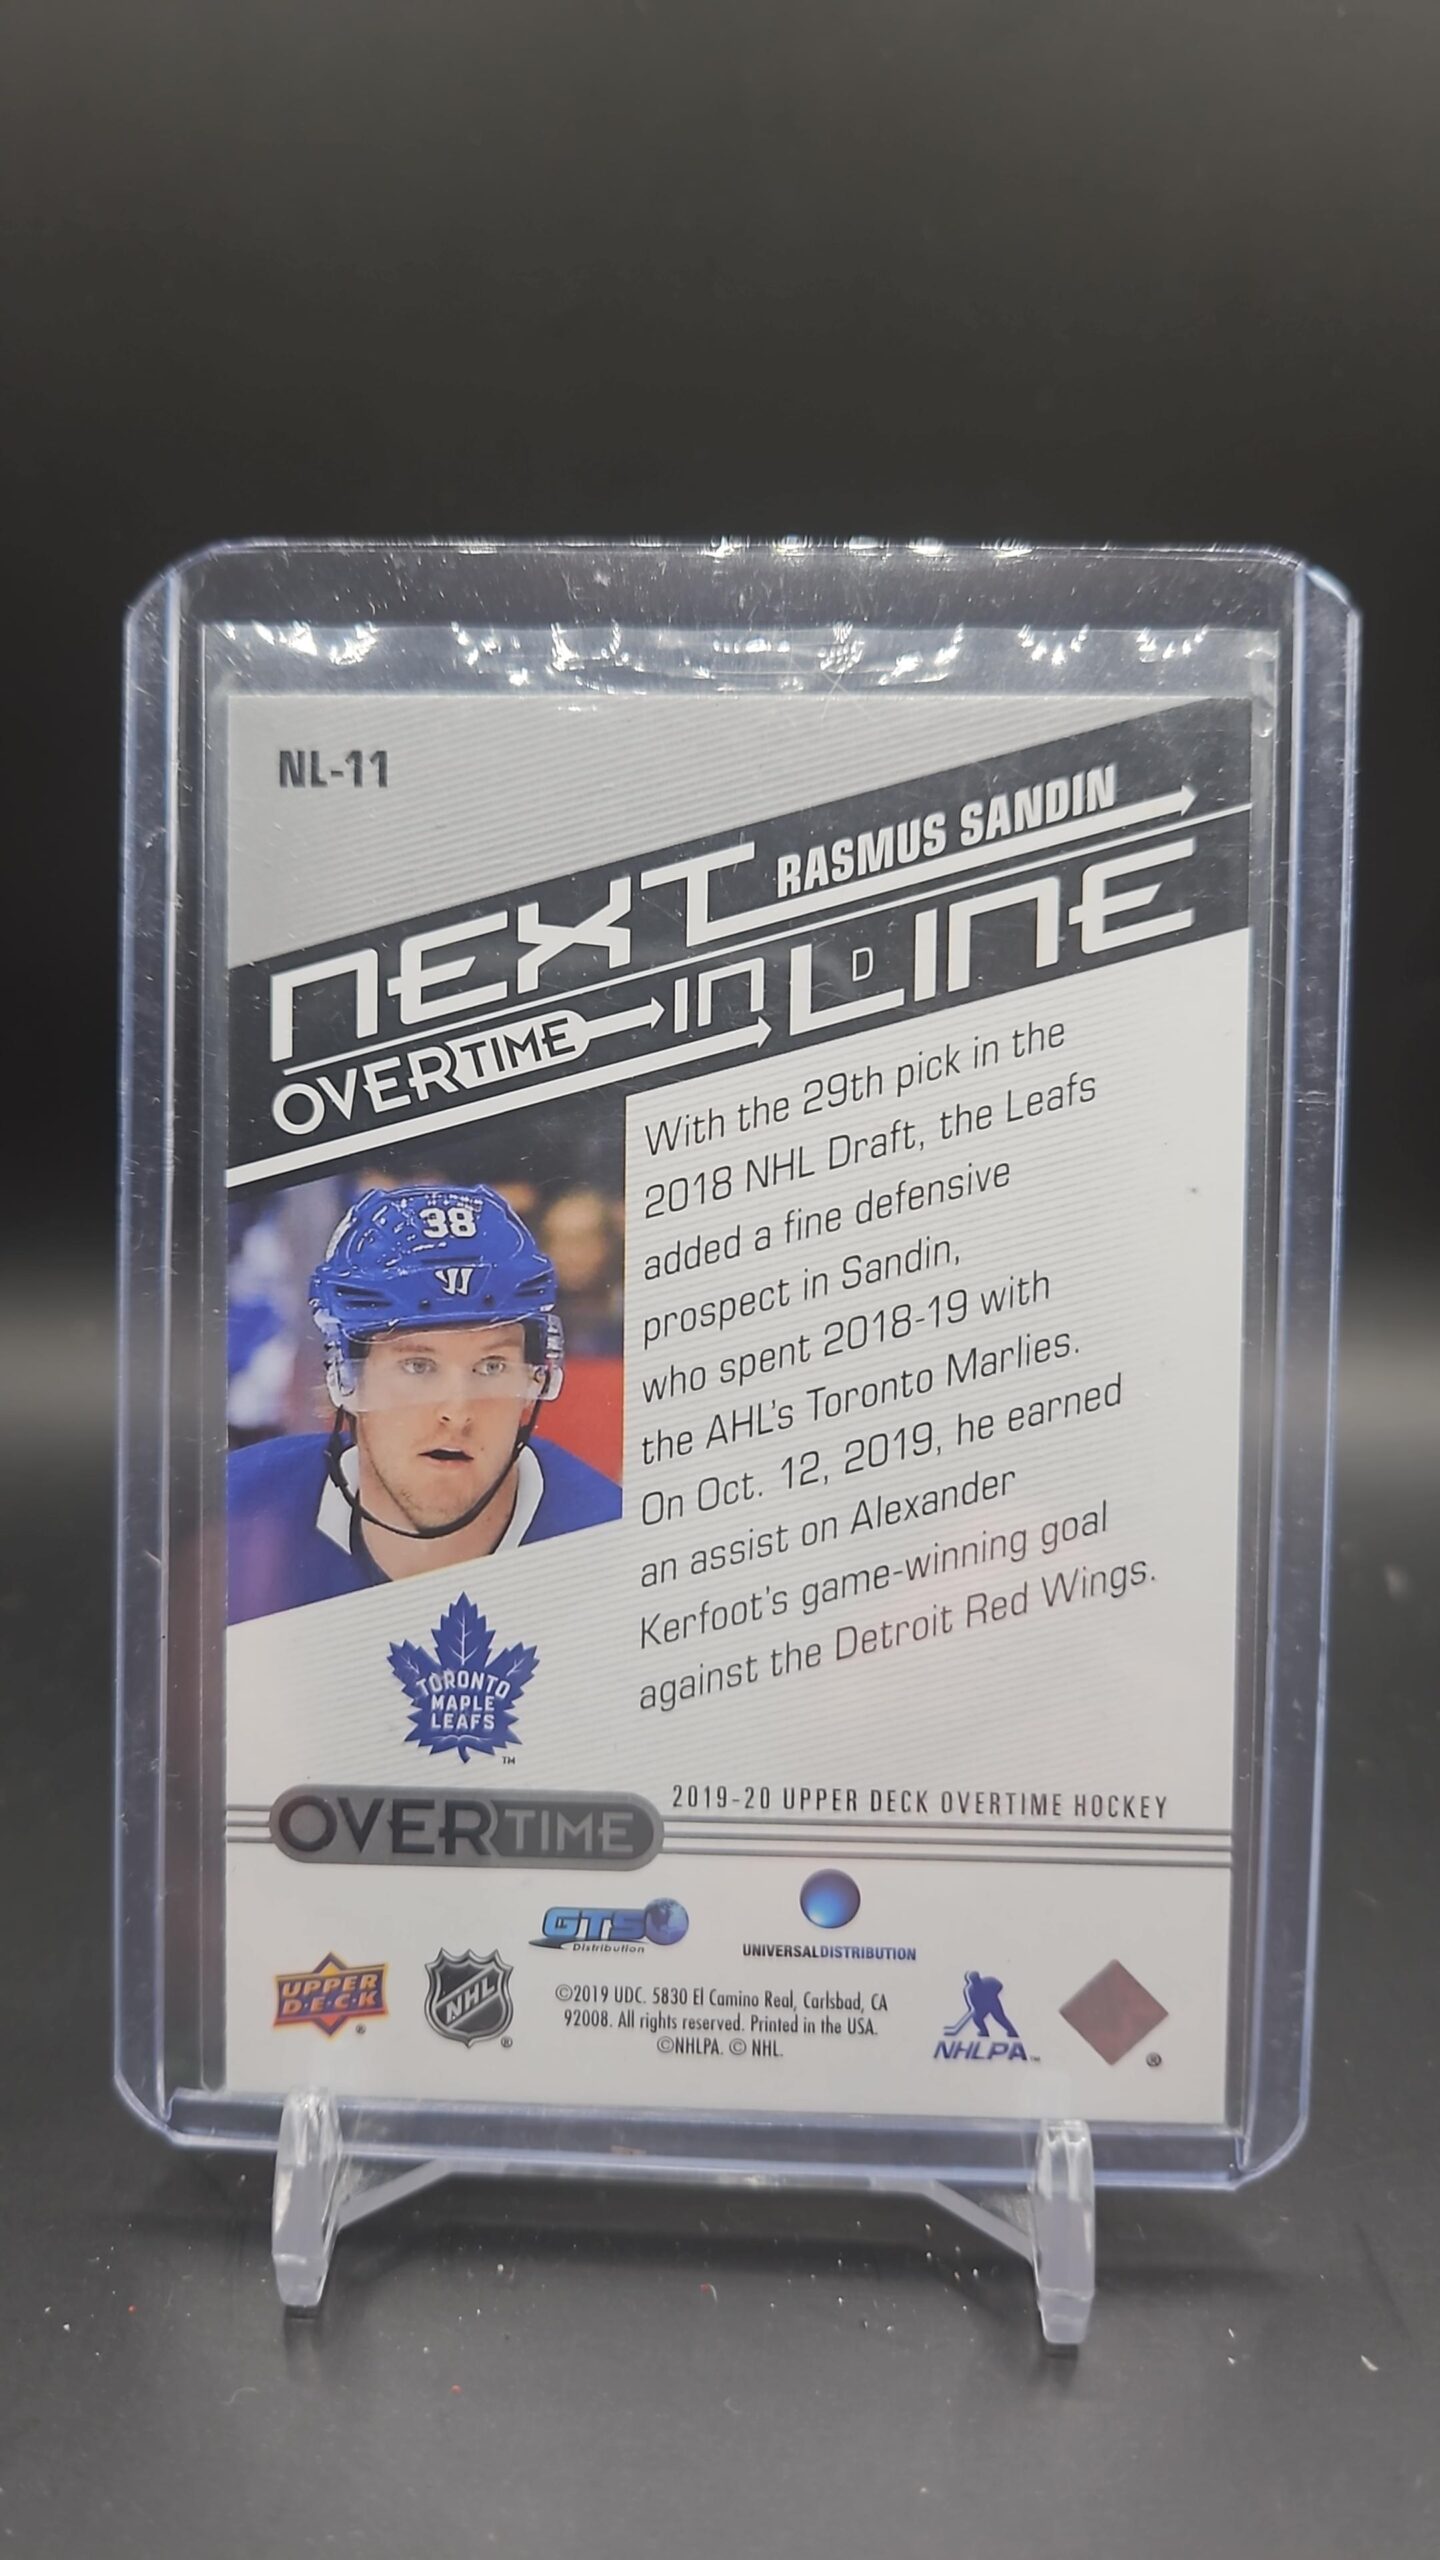 NL-11
RASMUS SANDIN
NEXT
IN LINE
OVERTIME
D
With the 29th pick in the
2018 NHL Draft, the Leafs
added a fine defensive
prospect in Sandin,
who spent 2018-19 with
the AHL's Toronto Marlies.
On Oct. 12, 2019, he earned
an assist on Alexander
Kerfoot's game-winning goal
against the Detroit Red Wings.
38
W
TORONTO
MAPLE
LEAFS
TM
OVERTIME
2019-20 UPPER DECK OVERTIME HOCKEY
GTS
Distribution
UNIVERSALDISTRIBUTION
UPPER
D·E·C·K
®
NHL
®
©2019 UDC. 5830 El Camino Real, Carlsbad, CA
92008. All rights reserved. Printed in the USA.
©NHLPA. © NHL.
NHLPA™
®